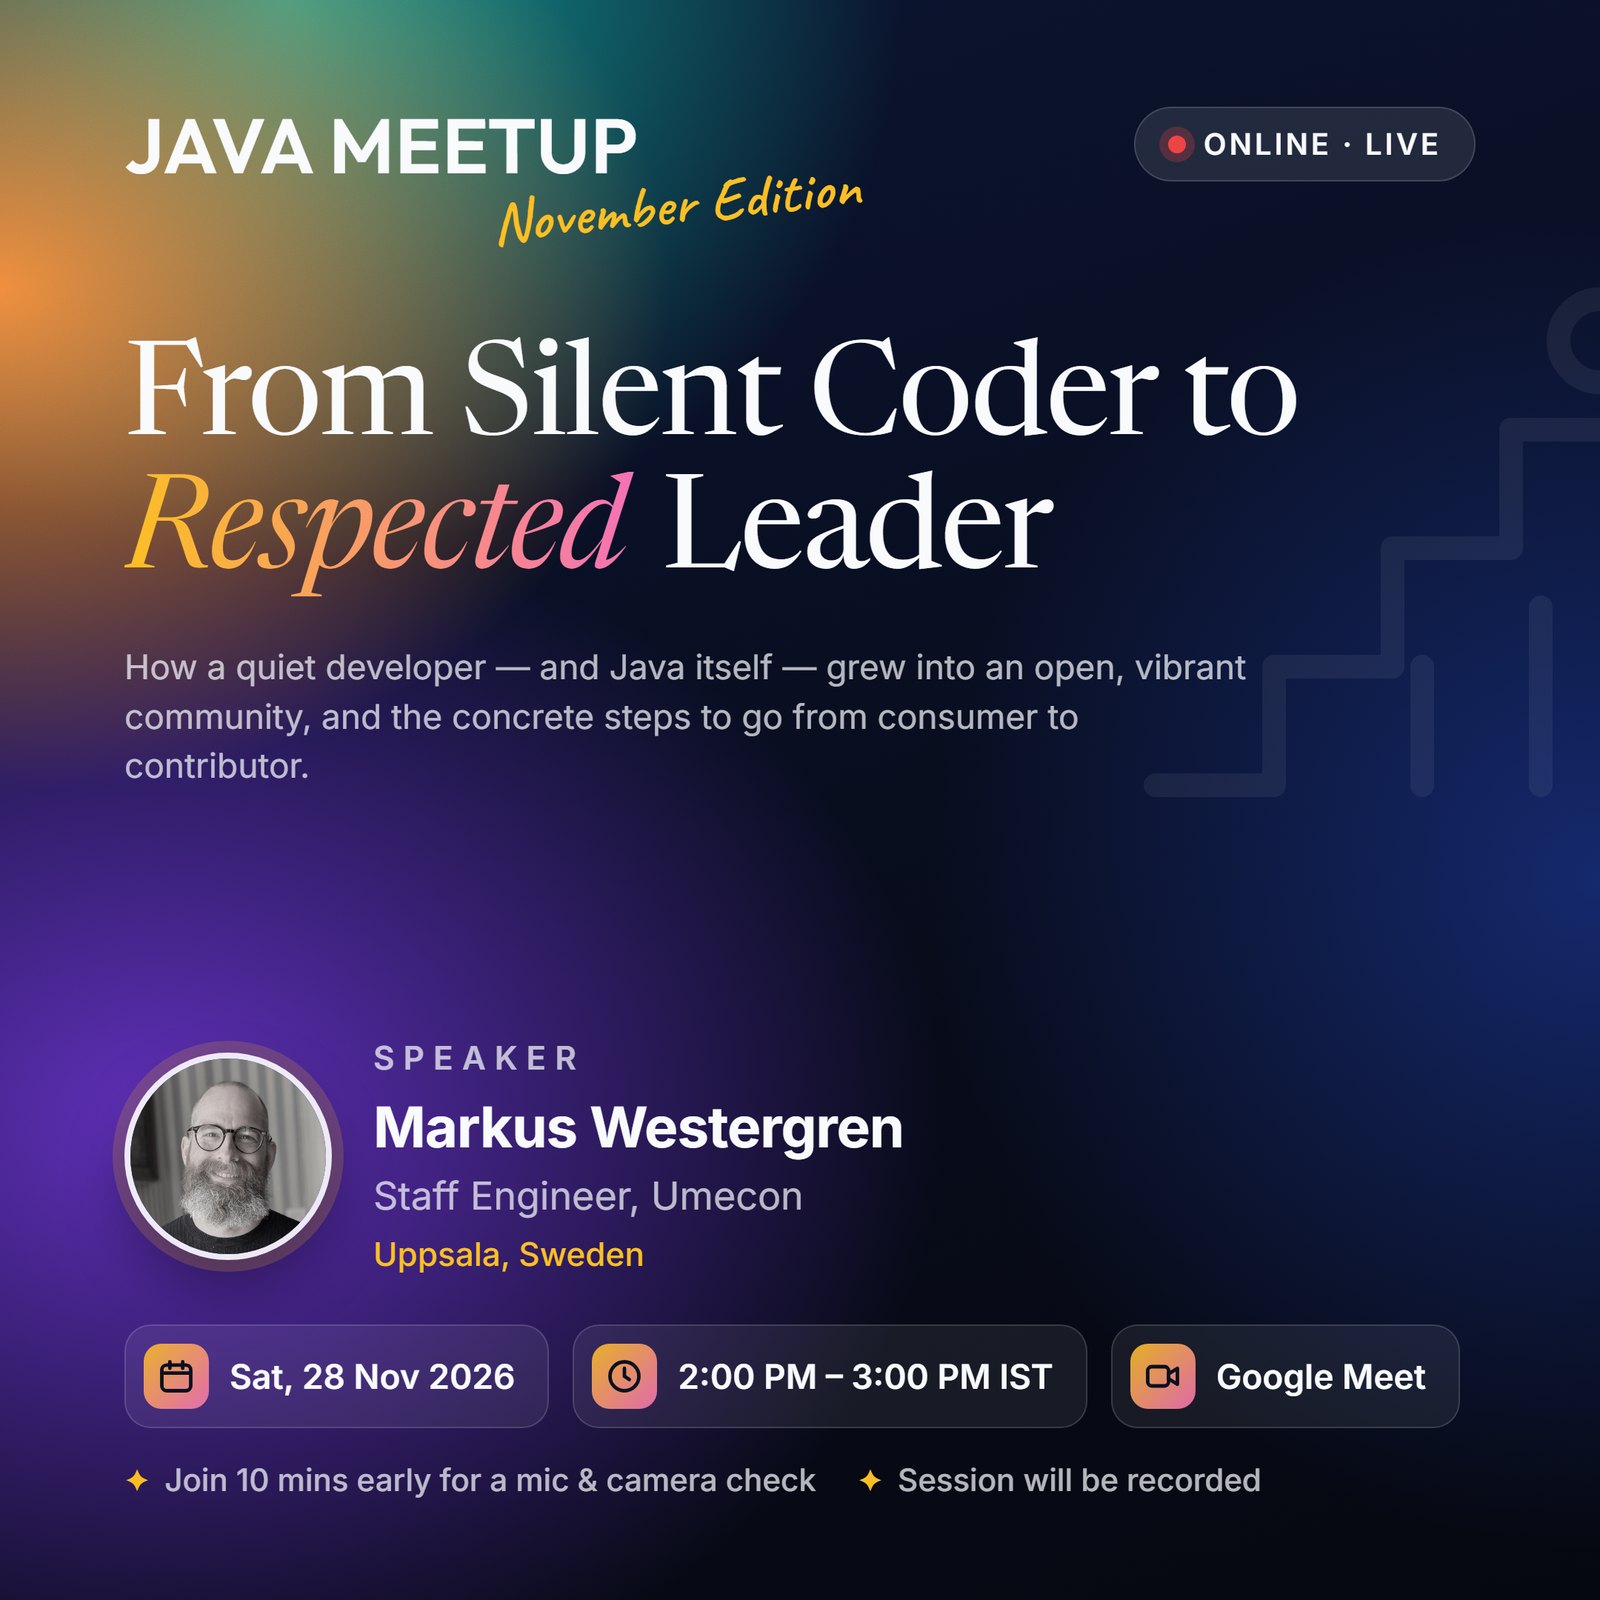 JAVA MEETUP
November Edition
ONLINE · LIVE
From Silent Coder to
Respected Leader
How a quiet developer — and Java itself — grew into an open, vibrant
community, and the concrete steps to go from consumer to
contributor.
SPEAKER
Markus Westergren
Staff Engineer, Umecon
Uppsala, Sweden
Sat, 28 Nov 2026
2:00 PM – 3:00 PM IST
Google Meet
✦ Join 10 mins early for a mic & camera check
✦ Session will be recorded